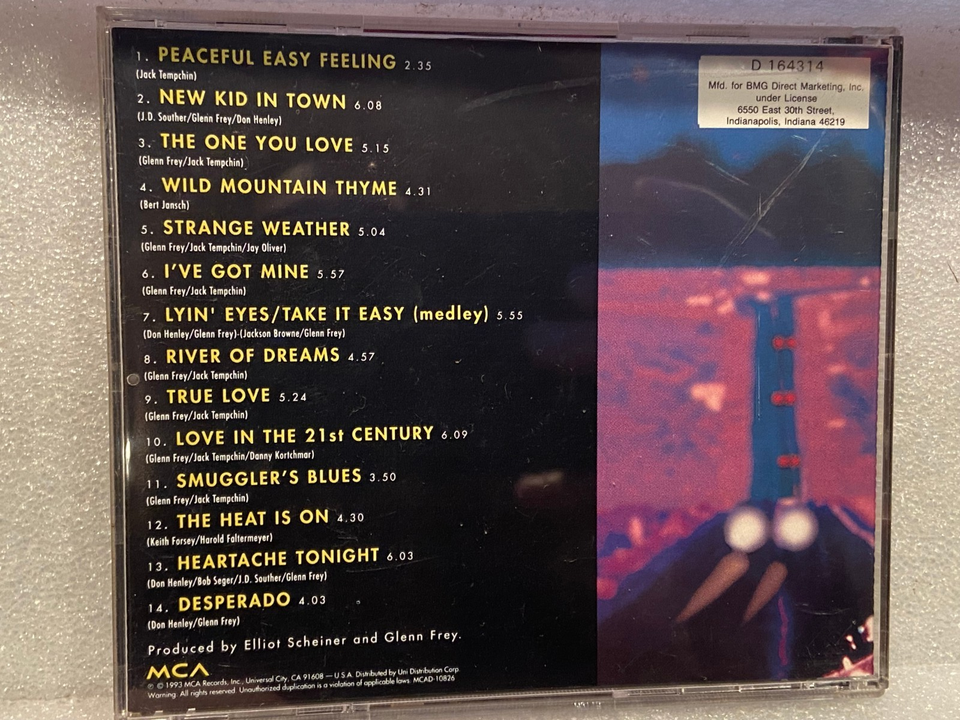 1. PEACEFUL EASY FEELING 2.35
(Jack Tempchin)
2. NEW KID IN TOWN 6.08
(J.D. Souther/Glenn Frey/Don Henley)
3. THE ONE YOU LOVE 5.15
(Glenn Frey/Jack Tempchin)
4. WILD MOUNTAIN THYME 4.31
(Bert Jansch)
5. STRANGE WEATHER 5.04
(Glenn Frey/Jack Tempchin/Jay Oliver)
6. I'VE GOT MINE 5.57
(Glenn Frey/Jack Tempchin)
7. LYIN' EYES/TAKE IT EASY (medley) 5.55
(Don Henley/Glenn Frey)-(Jackson Browne/Glenn Frey)
8. RIVER OF DREAMS 4.57
(Glenn Frey/Jack Tempchin)
9. TRUE LOVE 5.24
(Glenn Frey/Jack Tempchin)
10. LOVE IN THE 21st CENTURY 6.09
(Glenn Frey/Jack Tempchin/Danny Kortchmar)
11. SMUGGLER'S BLUES 3.50
(Glenn Frey/Jack Tempchin)
12. THE HEAT IS ON 4.30
(Keith Forsey/Harold Faltermeyer)
13. HEARTACHE TONIGHT 6.03
(Don Henley/Bob Seger/J.D. Souther/Glenn Frey)
14. DESPERADO 4.03
(Don Henley/Glenn Frey)
Produced by Elliot Scheiner and Glenn Frey.
MCA
℗ © 1993 MCA Records, Inc., Universal City, CA 91608 — U.S.A. Distributed by Uni Distribution Corp.
Warning. All rights reserved. Unauthorized duplication is a violation of applicable laws. MCAD-10826
D 164314
Mfd. for BMG Direct Marketing, Inc.
under License
6550 East 30th Street,
Indianapolis, Indiana 46219